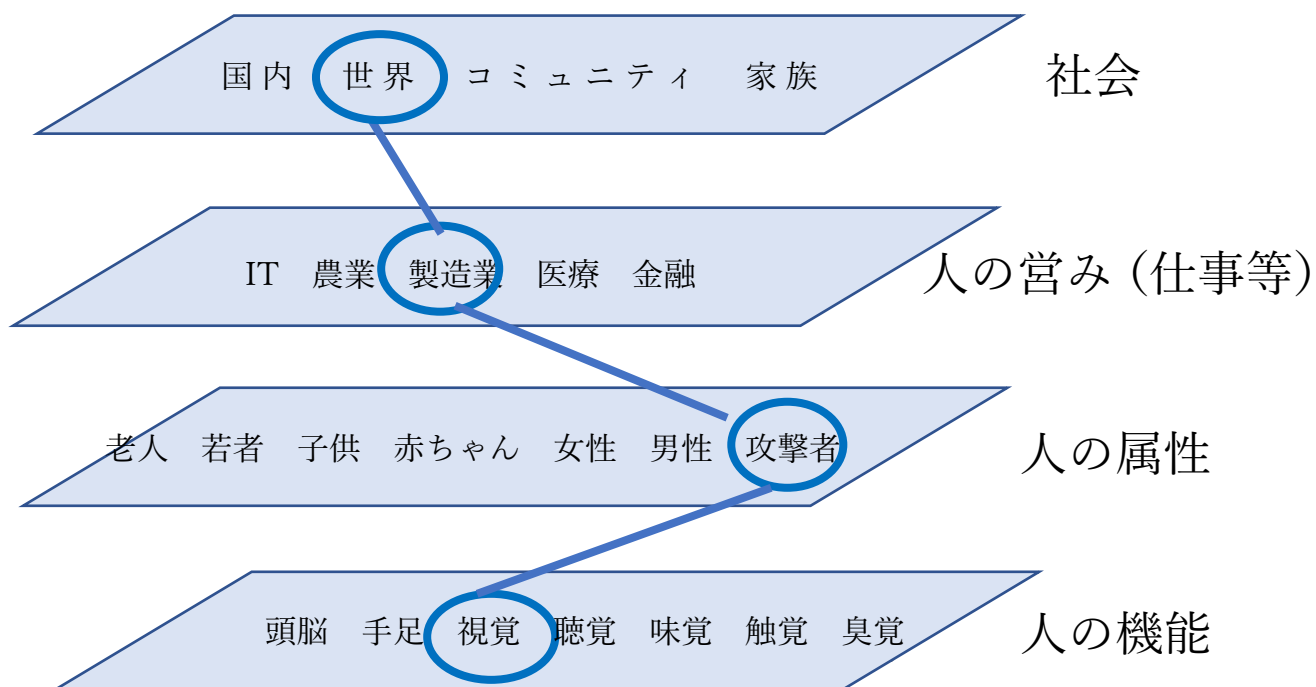 国内 世界 コミュニティ 家族
社会
IT 農業 製造業 医療 金融
人の営み (仕事等)
老人 若者 子供 赤ちゃん 女性 男性 攻撃者
人の属性
頭脳 手足 視覚 聴覚 味覚 触覚 臭覚
人の機能